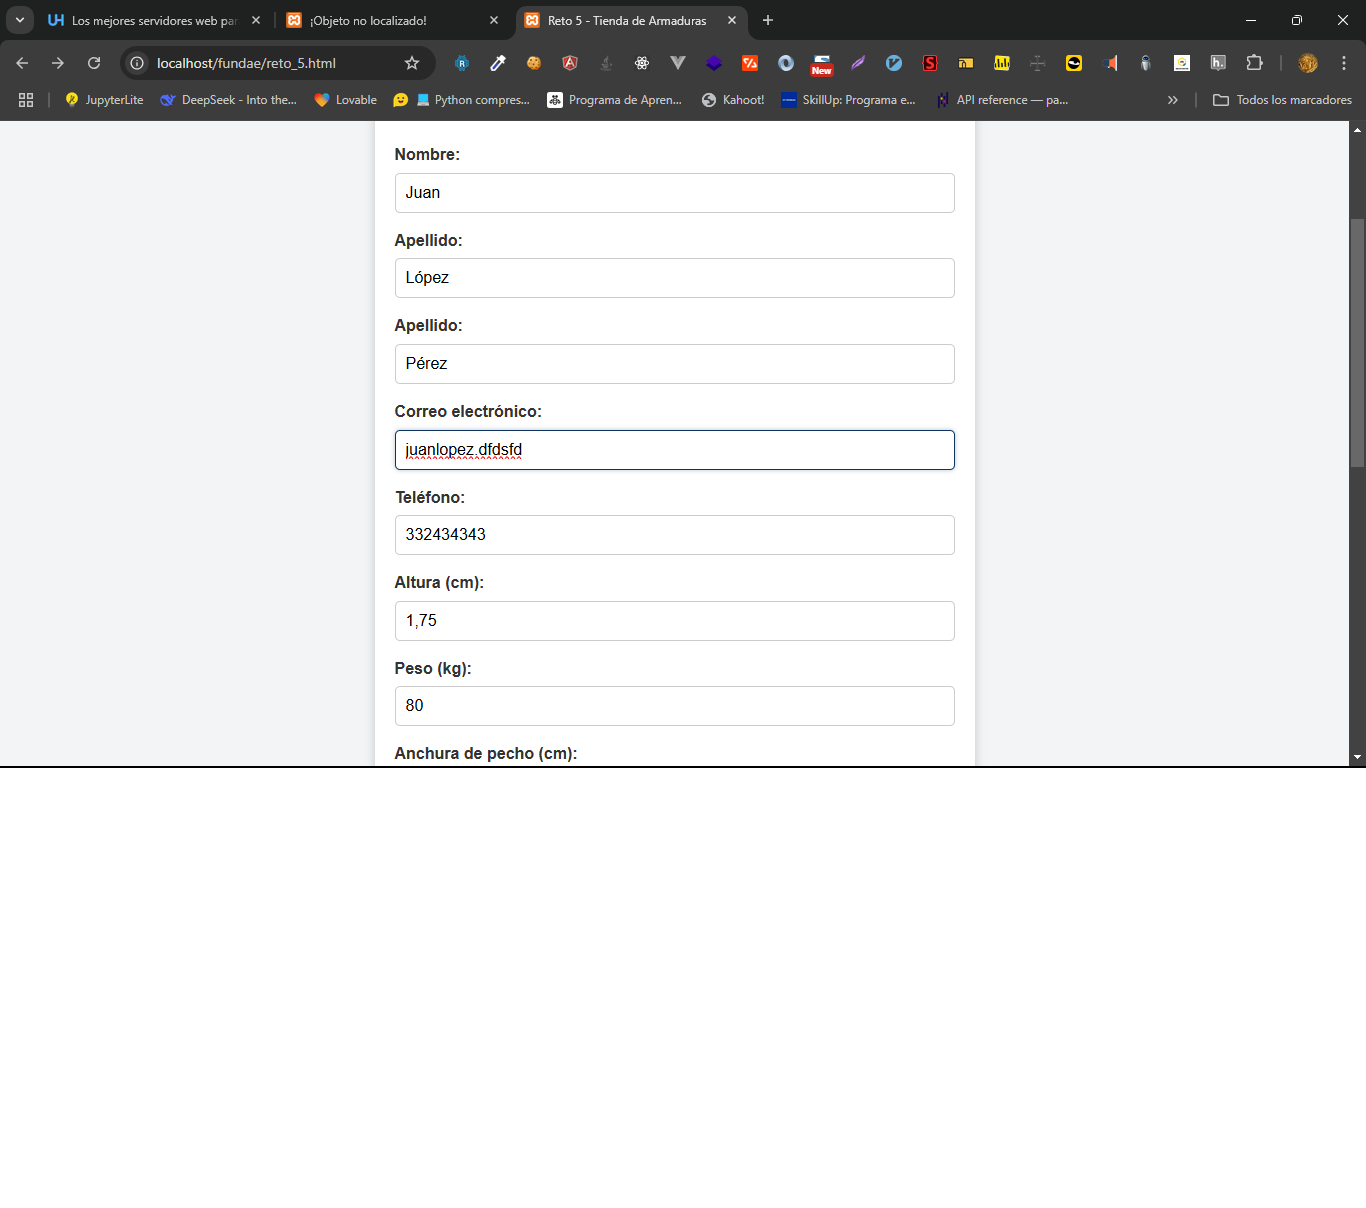 Los mejores servidores web par
¡Objeto no localizado!
Reto 5 - Tienda de Armaduras
localhost/fundae/reto_5.html
New
JupyterLite
DeepSeek - Into the...
Lovable
Python compres...
Programa de Apren...
Kahoot!
SkillUp: Programa e...
API reference — pa...
Todos los marcadores
Nombre:
Juan
Apellido:
López
Apellido:
Pérez
Correo electrónico:
juanlopez.dfdsfd
Teléfono:
332434343
Altura (cm):
1,75
Peso (kg):
80
Anchura de pecho (cm):